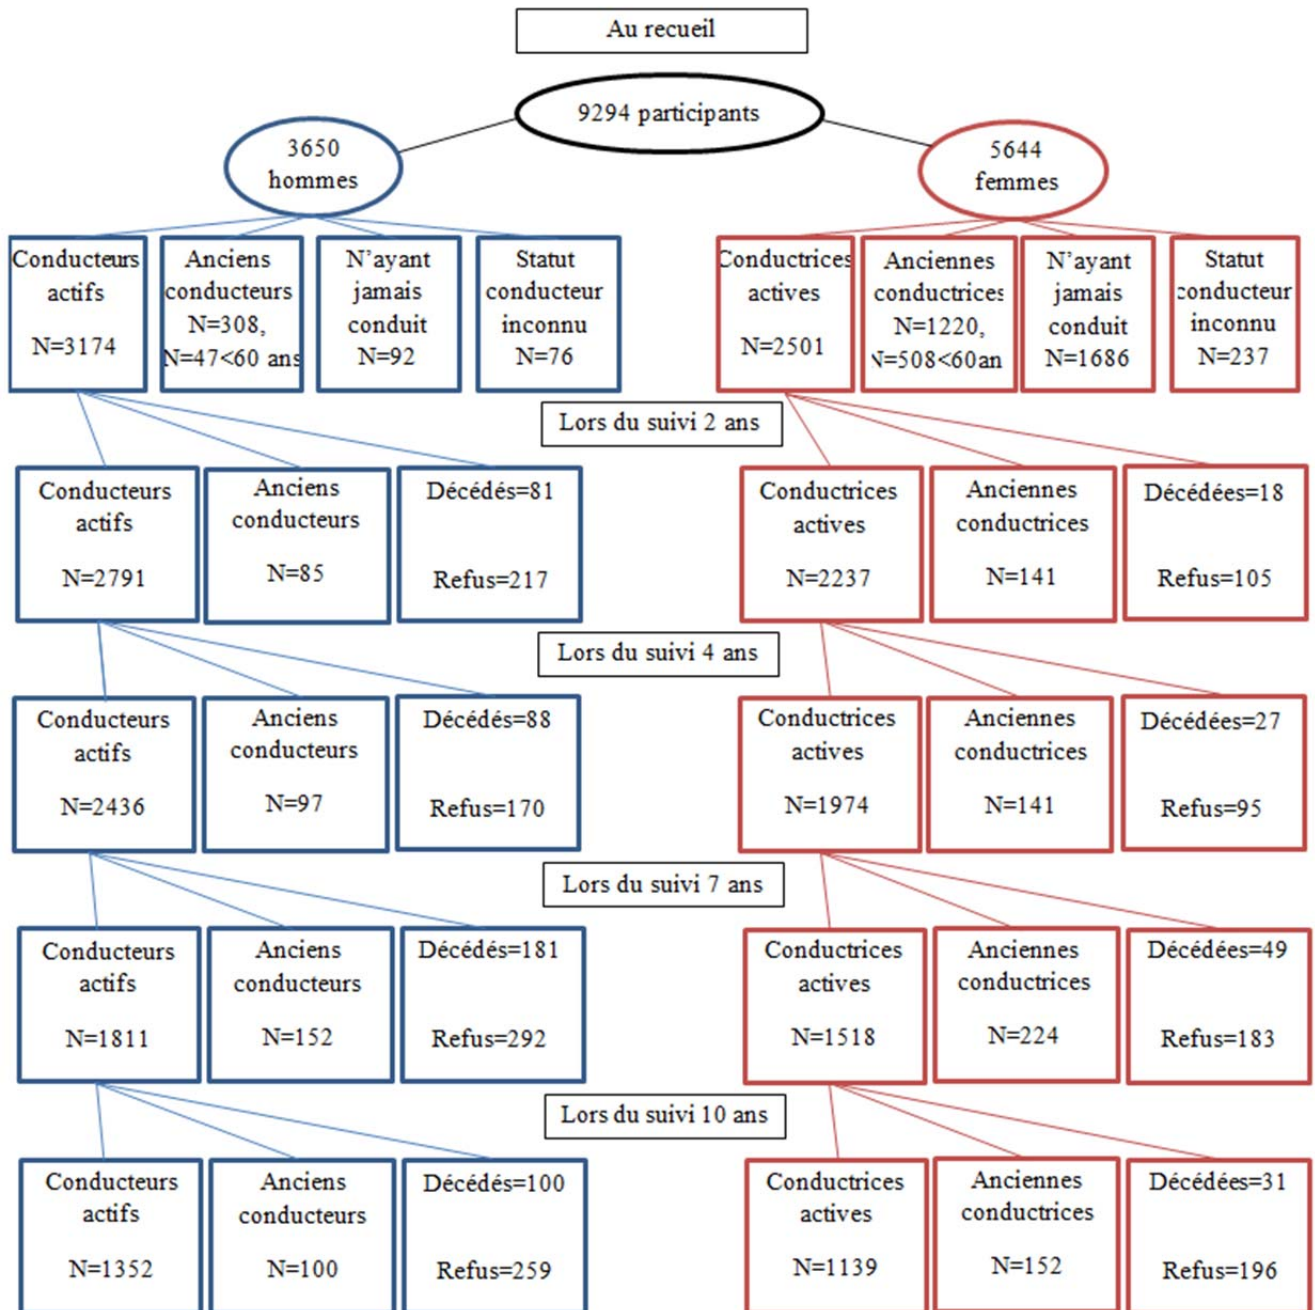 Au recueil
9294 participants
3650
hommes
5644
femmes
Conducteurs
actifs
N=3174
Anciens
conducteurs
N=308,
N=47<60 ans
N'ayant
jamais
conduit
N=92
Statut
conducteur
inconnu
N=76
Conductrices
actives
N=2501
Anciennes
conductrices
N=1220,
N=508<60an
N'ayant
jamais
conduit
N=1686
Statut
conducteur
inconnu
N=237
Lors du suivi 2 ans
Conducteurs
actifs
N=2791
Anciens
conducteurs
N=85
Décédés=81
Refus=217
Conductrices
actives
N=2237
Anciennes
conductrices
N=141
Décédées=18
Refus=105
Lors du suivi 4 ans
Conducteurs
actifs
N=2436
Anciens
conducteurs
N=97
Décédés=88
Refus=170
Conductrices
actives
N=1974
Anciennes
conductrices
N=141
Décédées=27
Refus=95
Lors du suivi 7 ans
Conducteurs
actifs
N=1811
Anciens
conducteurs
N=152
Décédés=181
Refus=292
Conductrices
actives
N=1518
Anciennes
conductrices
N=224
Décédées=49
Refus=183
Lors du suivi 10 ans
Conducteurs
actifs
N=1352
Anciens
conducteurs
N=100
Décédés=100
Refus=259
Conductrices
actives
N=1139
Anciennes
conductrices
N=152
Décédées=31
Refus=196